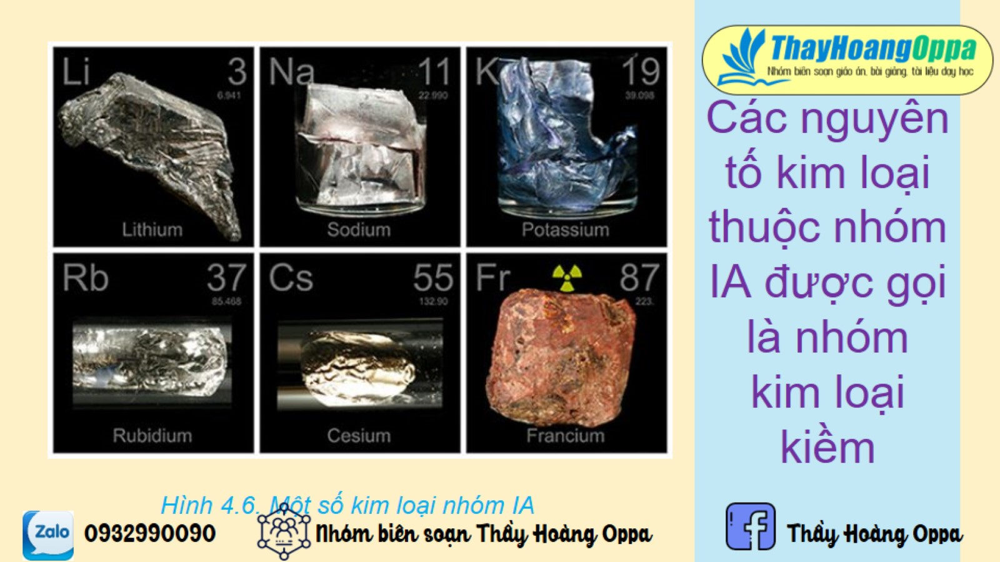 Li 3
6.941
Lithium
Na 11
22.990
Sodium
K 19
39.098
Potassium
Rb 37
85.468
Rubidium
Cs 55
132.90
Cesium
Fr 87
223.
Francium
ThayHoangOppa
Nhóm biên soạn giáo án, bài giảng, tài liệu dạy học
Các nguyên
tố kim loại
thuộc nhóm
IA được gọi
là nhóm
kim loại
kiềm
Hình 4.6. Một số kim loại nhóm IA
Zalo 0932990090
Nhóm biên soạn Thầy Hoàng Oppa
Thầy Hoàng Oppa